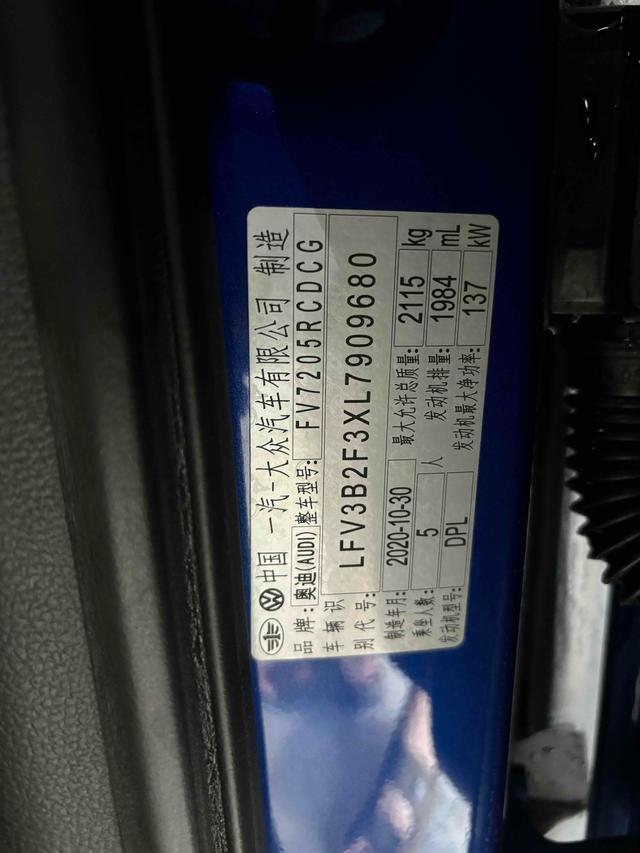 中国 一汽-大众汽车有限公司 制造
品牌:奥迪(AUDI) 整车型号: FV7205RCDCG
车辆识别代号: LFV3B2F3XL7909680
制造年月: 2020-10-30 最大允许总质量: 2115 kg
乘坐人数: 5 人 发动机排量: 1984 mL
发动机型号: DPL 发动机最大净功率: 137 kW